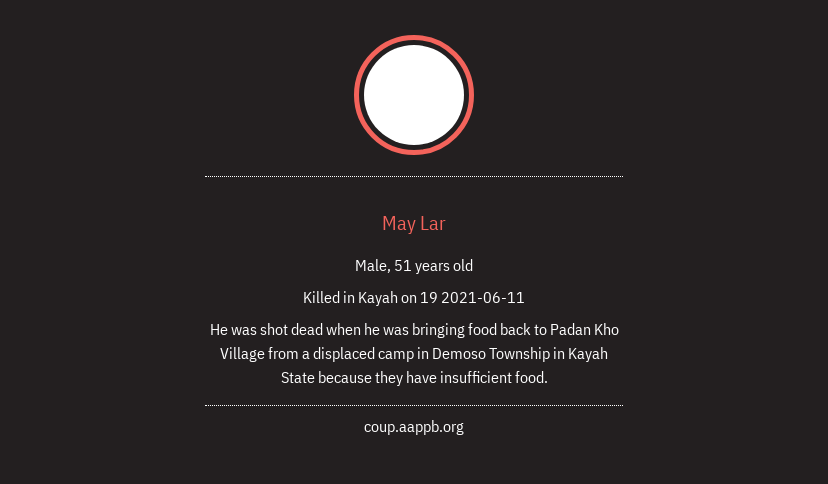 May Lar
Male, 51 years old
Killed in Kayah on 19 2021-06-11
He was shot dead when he was bringing food back to Padan Kho
Village from a displaced camp in Demoso Township in Kayah
State because they have insufficient food.
coup.aappb.org